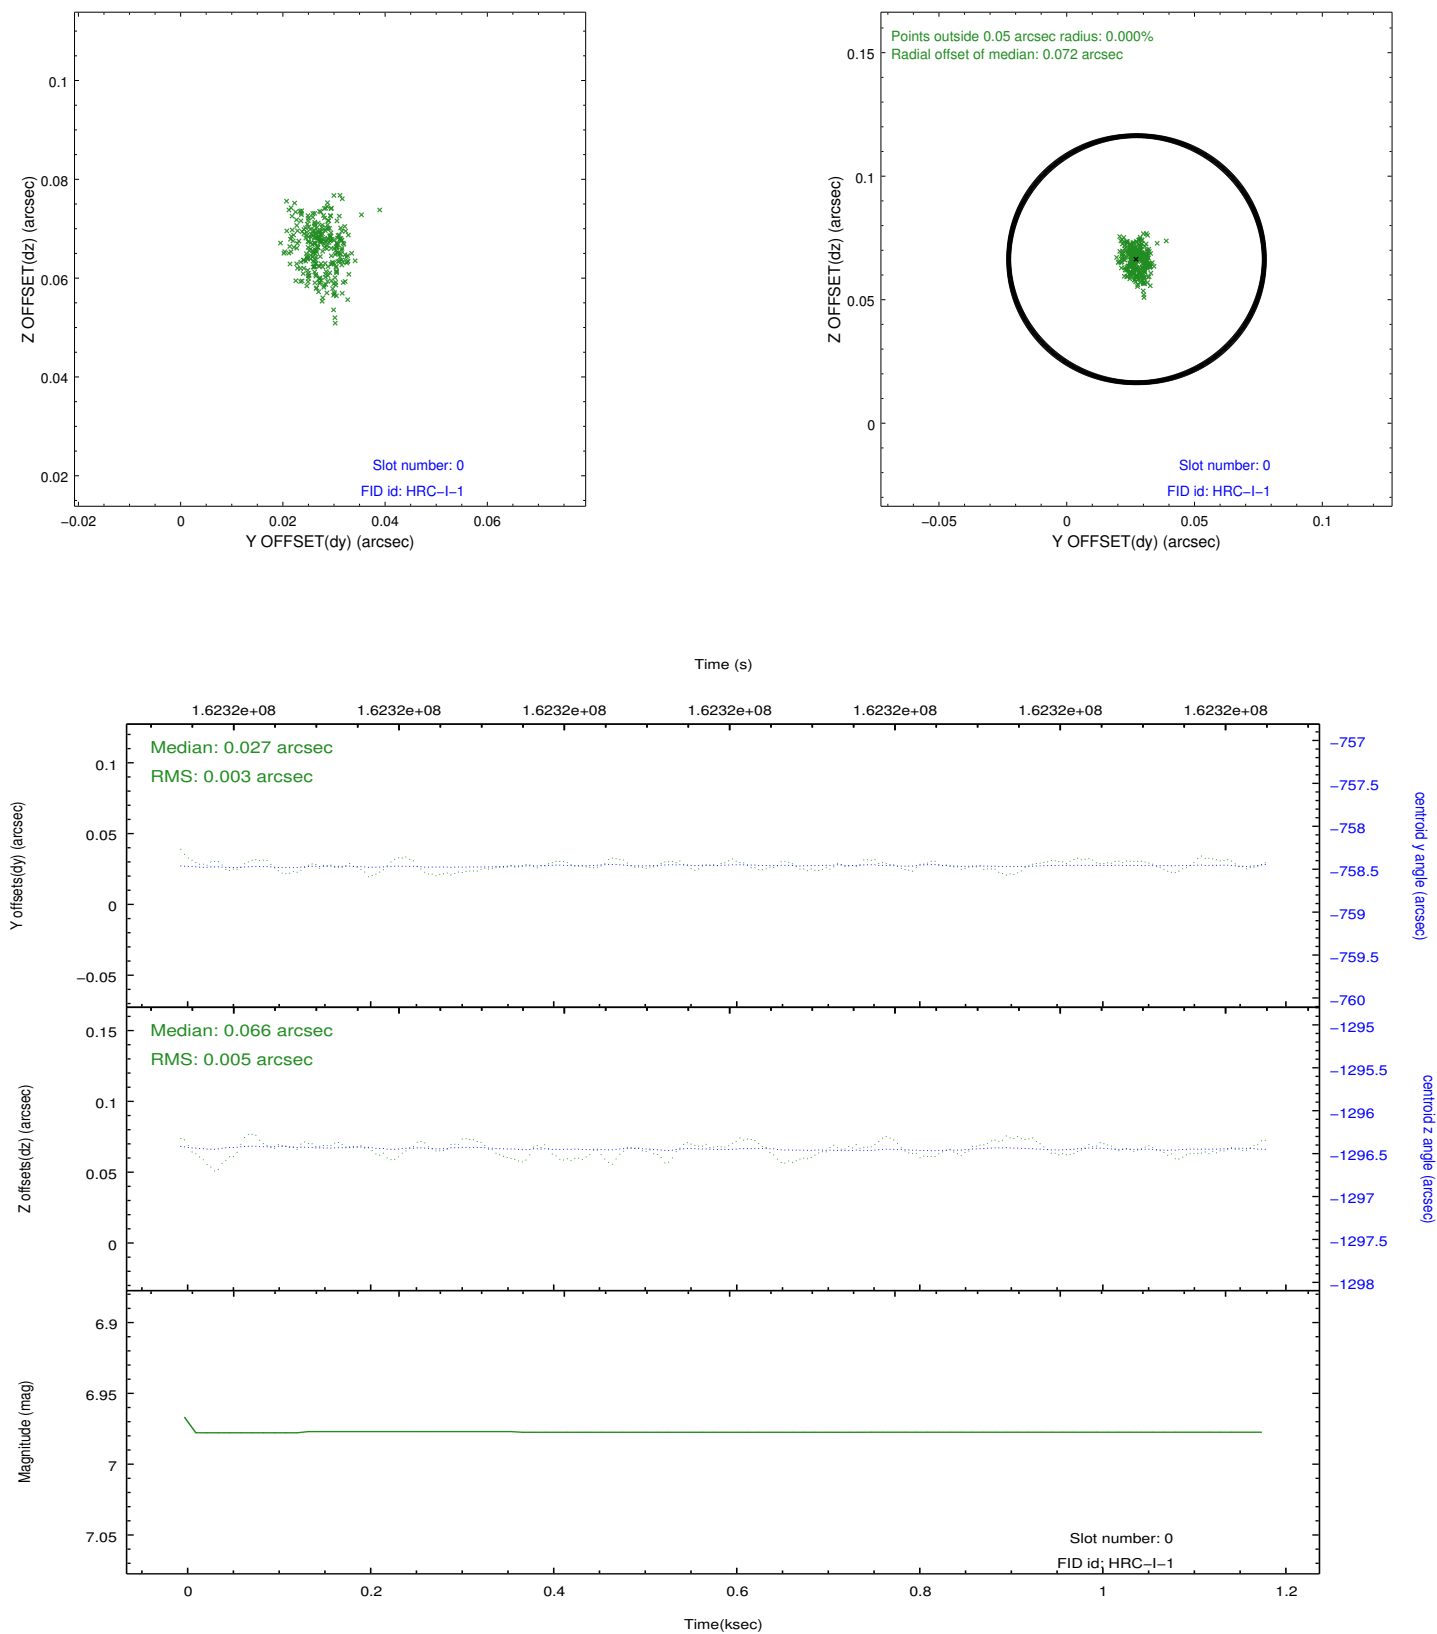 0.1
0.08
0.06
0.04
0.02
Z OFFSET(dz) (arcsec)
Slot number: 0
FID id: HRC−I−1
−0.02 0 0.02 0.04 0.06
Y OFFSET(dy) (arcsec)
Points outside 0.05 arcsec radius: 0.000%
Radial offset of median: 0.072 arcsec
0.15
0.1
0.05
0
Z OFFSET(dz) (arcsec)
Slot number: 0
FID id: HRC−I−1
−0.05 0 0.05 0.1
Y OFFSET(dy) (arcsec)
Time (s)
1.6232e+08 1.6232e+08 1.6232e+08 1.6232e+08 1.6232e+08 1.6232e+08 1.6232e+08
Median: 0.027 arcsec
RMS: 0.003 arcsec
0.1
0.05
0
−0.05
Y offsets(dy) (arcsec)
−757
−757.5
−758
−758.5
−759
−759.5
−760
centroid y angle (arcsec)
Median: 0.066 arcsec
RMS: 0.005 arcsec
0.15
0.1
0.05
0
Z offsets(dz) (arcsec)
−1295
−1295.5
−1296
−1296.5
−1297
−1297.5
−1298
centroid z angle (arcsec)
6.9
6.95
7
7.05
Magnitude (mag)
Slot number: 0
FID id: HRC−I−1
0 0.2 0.4 0.6 0.8 1 1.2
Time(ksec)